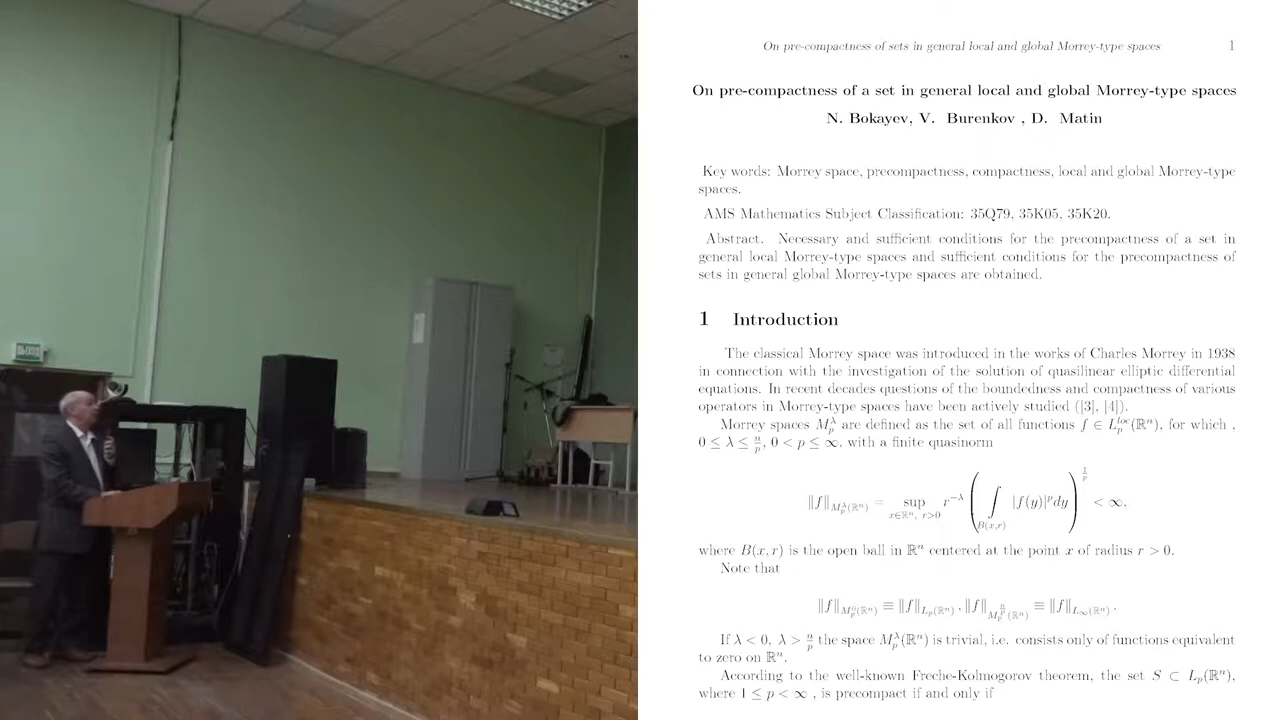 On pre-compactness of sets in general local and global Morrey-type spaces 1
On pre-compactness of a set in general local and global Morrey-type spaces
N. Bokayev, V. Burenkov , D. Matin
Key words: Morrey space, precompactness, compactness, local and global Morrey-type
spaces.
AMS Mathematics Subject Classification: 35Q79, 35K05, 35K20.
Abstract. Necessary and sufficient conditions for the precompactness of a set in
general local Morrey-type spaces and sufficient conditions for the precompactness of
sets in general global Morrey-type spaces are obtained.
1 Introduction
The classical Morrey space was introduced in the works of Charles Morrey in 1938
in connection with the investigation of the solution of quasilinear elliptic differential
equations. In recent decades questions of the boundedness and compactness of various
operators in Morrey-type spaces have been actively studied ([3], [4]).
Morrey spaces M_p^λ are defined as the set of all functions f ∈ L_p^{loc}(ℝ^n), for which ,
0 ≤ λ ≤ n/p, 0 < p ≤ ∞, with a finite quasinorm
‖f‖_{M_p^λ(ℝ^n)} = sup_{x∈ℝ^n, r>0} r^{-λ} ( ∫_{B(x,r)} |f(y)|^p dy )^{1/p} < ∞,
where B(x, r) is the open ball in ℝ^n centered at the point x of radius r > 0.
Note that
‖f‖_{M_p^0(ℝ^n)} ≡ ‖f‖_{L_p(ℝ^n)} , ‖f‖_{M_p^{n/p}(ℝ^n)} ≡ ‖f‖_{L_∞(ℝ^n)} .
If λ < 0, λ > n/p the space M_p^λ(ℝ^n) is trivial, i.e. consists only of functions equivalent
to zero on ℝ^n.
According to the well-known Freche-Kolmogorov theorem, the set S ⊂ L_p(ℝ^n),
where 1 ≤ p < ∞ , is precompact if and only if